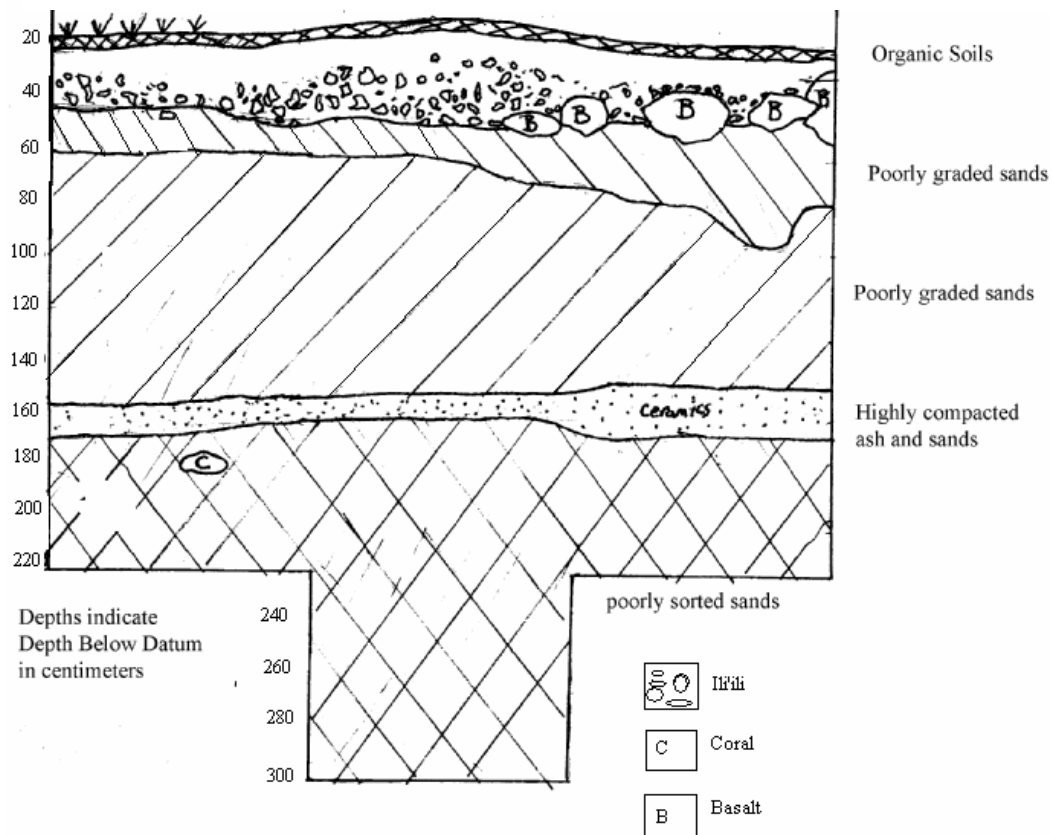 20
Organic Soils
40
B
B
B
B
B
60
Poorly graded sands
80
100
Poorly graded sands
120
140
160
Ceramics
Highly compacted
ash and sands
180
C
200
220
Depths indicate
Depth Below Datum
in centimeters
poorly sorted sands
240
260
280
300
Ili'ili
C
Coral
B
Basalt